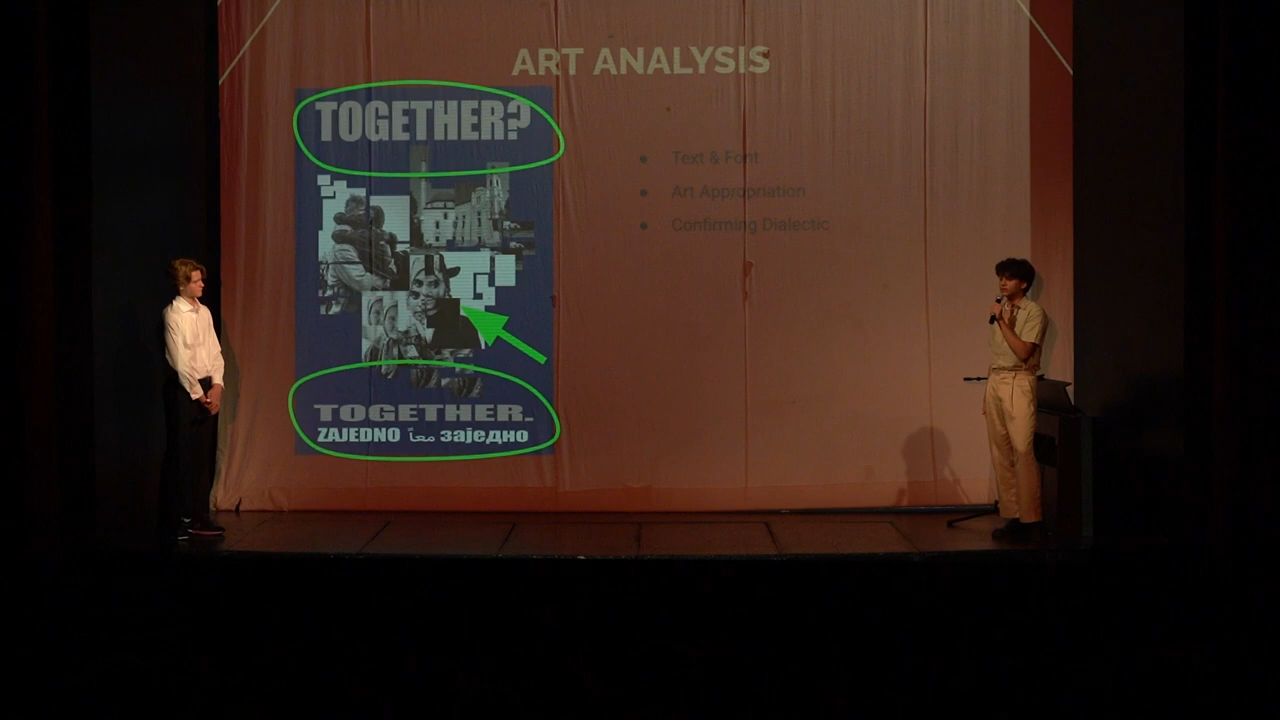 ART ANALYSIS
TOGETHER?
● Text & Font
● Art Appropriation
● Confirming Dialectic
TOGETHER.
ZAJEDNO معاً заједно